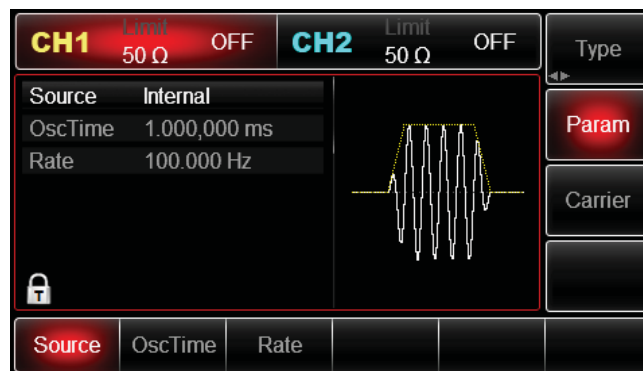 CH1 Limit 50 Ω OFF CH2 Limit 50 Ω OFF
Type
Source Internal
OscTime 1.000,000 ms
Rate 100.000 Hz
Param
Carrier
T
Source OscTime Rate